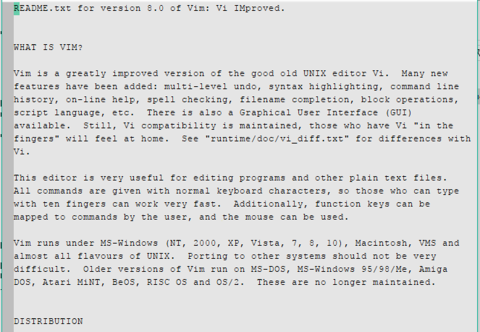 README.txt for version 8.0 of Vim: Vi IMproved.
WHAT IS VIM?
Vim is a greatly improved version of the good old UNIX editor Vi.  Many new
features have been added: multi-level undo, syntax highlighting, command line
history, on-line help, spell checking, filename completion, block operations,
script language, etc.  There is also a Graphical User Interface (GUI)
available.  Still, Vi compatibility is maintained, those who have Vi "in the
fingers" will feel at home.  See "runtime/doc/vi_diff.txt" for differences with
Vi.
This editor is very useful for editing programs and other plain text files.
All commands are given with normal keyboard characters, so those who can type
with ten fingers can work very fast.  Additionally, function keys can be
mapped to commands by the user, and the mouse can be used.
Vim runs under MS-Windows (NT, 2000, XP, Vista, 7, 8, 10), Macintosh, VMS and
almost all flavours of UNIX.  Porting to other systems should not be very
difficult.  Older versions of Vim run on MS-DOS, MS-Windows 95/98/Me, Amiga
DOS, Atari MiNT, BeOS, RISC OS and OS/2.  These are no longer maintained.
DISTRIBUTION